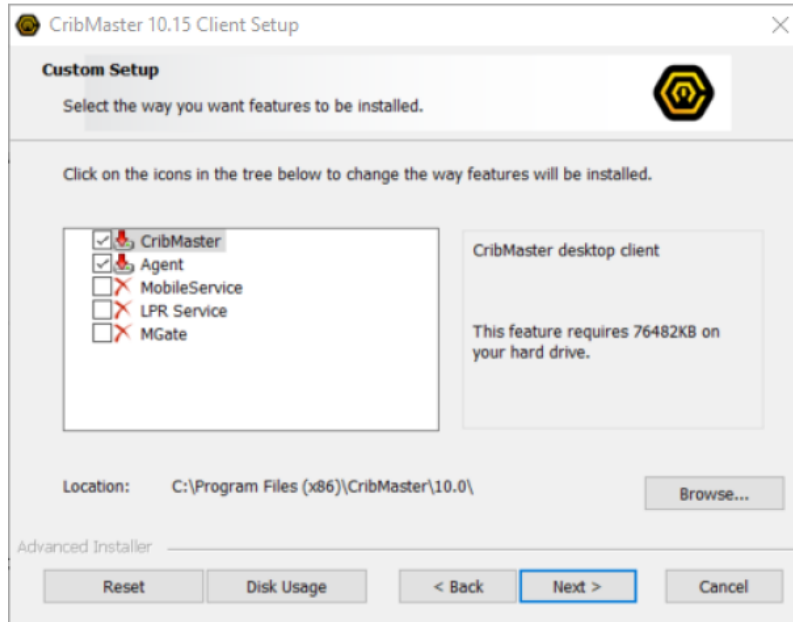 CribMaster 10.15 Client Setup
Custom Setup
Select the way you want features to be installed.
Click on the icons in the tree below to change the way features will be installed.
CribMaster
Agent
MobileService
LPR Service
MGate
CribMaster desktop client
This feature requires 76482KB on
your hard drive.
Location: C:\Program Files (x86)\CribMaster\10.0\
Browse...
Advanced Installer
Reset
Disk Usage
< Back
Next >
Cancel